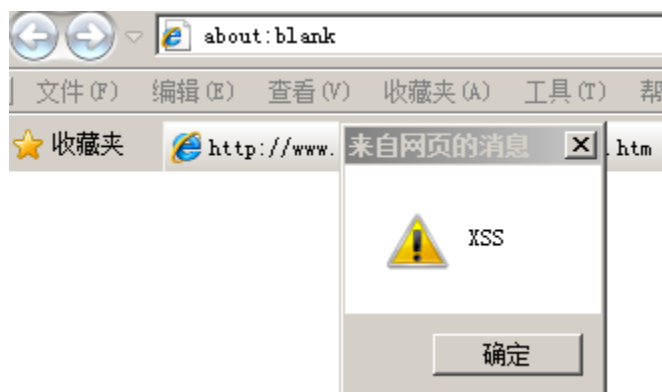 about:blank
文件(F) 编辑(E) 查看(V) 收藏夹(A) 工具(T) 帮
收藏夹 http://www. .htm
来自网页的消息
XSS
确定